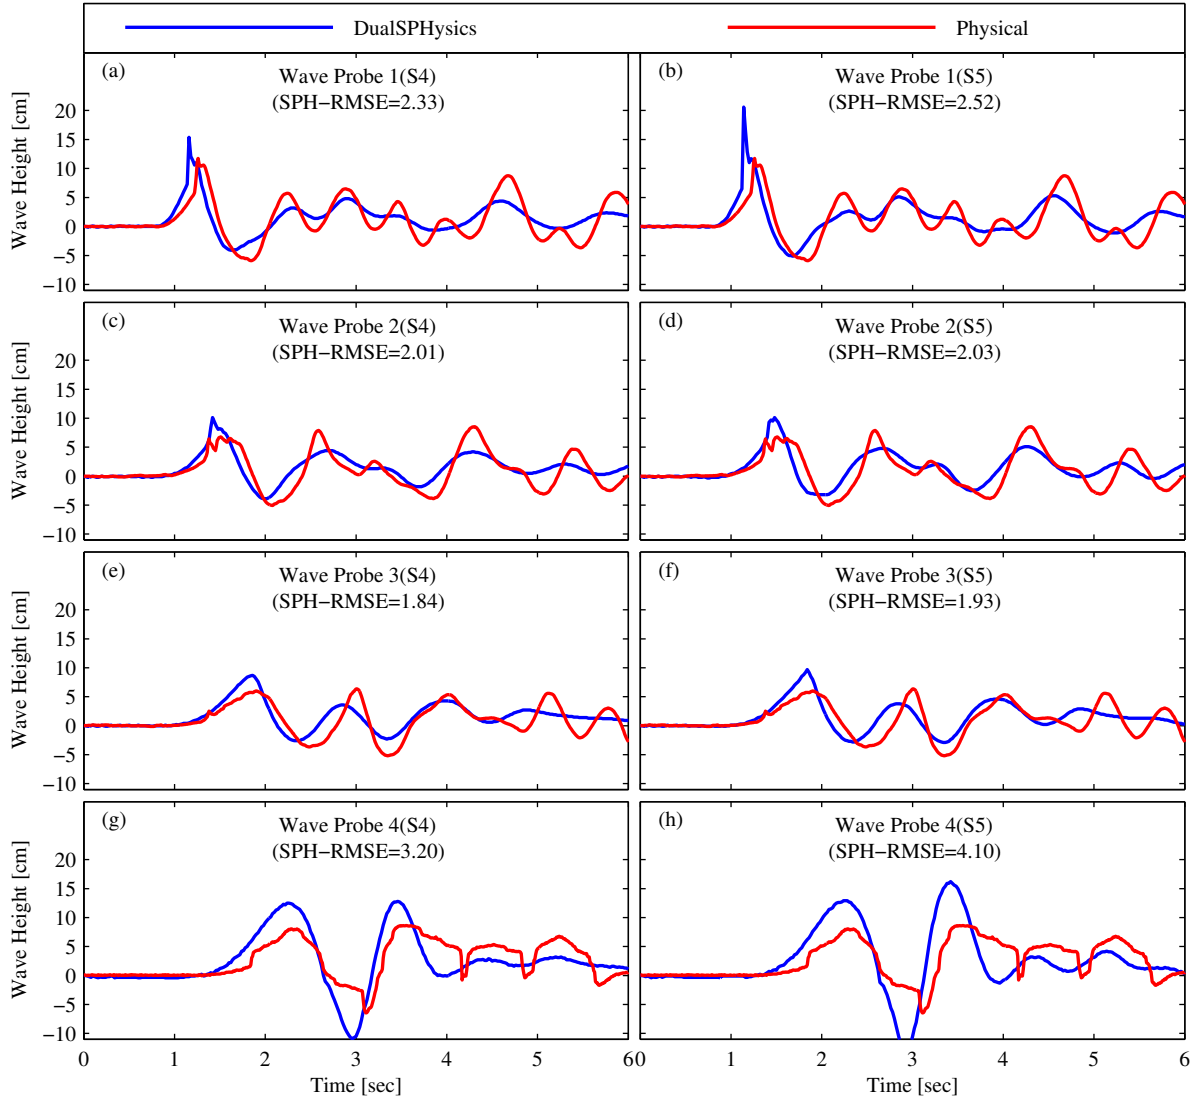 DualSPHysics Physical
(a) Wave Probe 1(S4)
(SPH−RMSE=2.33)
(b) Wave Probe 1(S5)
(SPH−RMSE=2.52)
Wave Height [cm]
20
15
10
5
0
−5
−10
(c) Wave Probe 2(S4)
(SPH−RMSE=2.01)
(d) Wave Probe 2(S5)
(SPH−RMSE=2.03)
Wave Height [cm]
20
15
10
5
0
−5
−10
(e) Wave Probe 3(S4)
(SPH−RMSE=1.84)
(f) Wave Probe 3(S5)
(SPH−RMSE=1.93)
Wave Height [cm]
20
15
10
5
0
−5
−10
(g) Wave Probe 4(S4)
(SPH−RMSE=3.20)
(h) Wave Probe 4(S5)
(SPH−RMSE=4.10)
Wave Height [cm]
20
15
10
5
0
−5
−10
0 1 2 3 4 5 6 0 1 2 3 4 5 6
Time [sec] Time [sec]